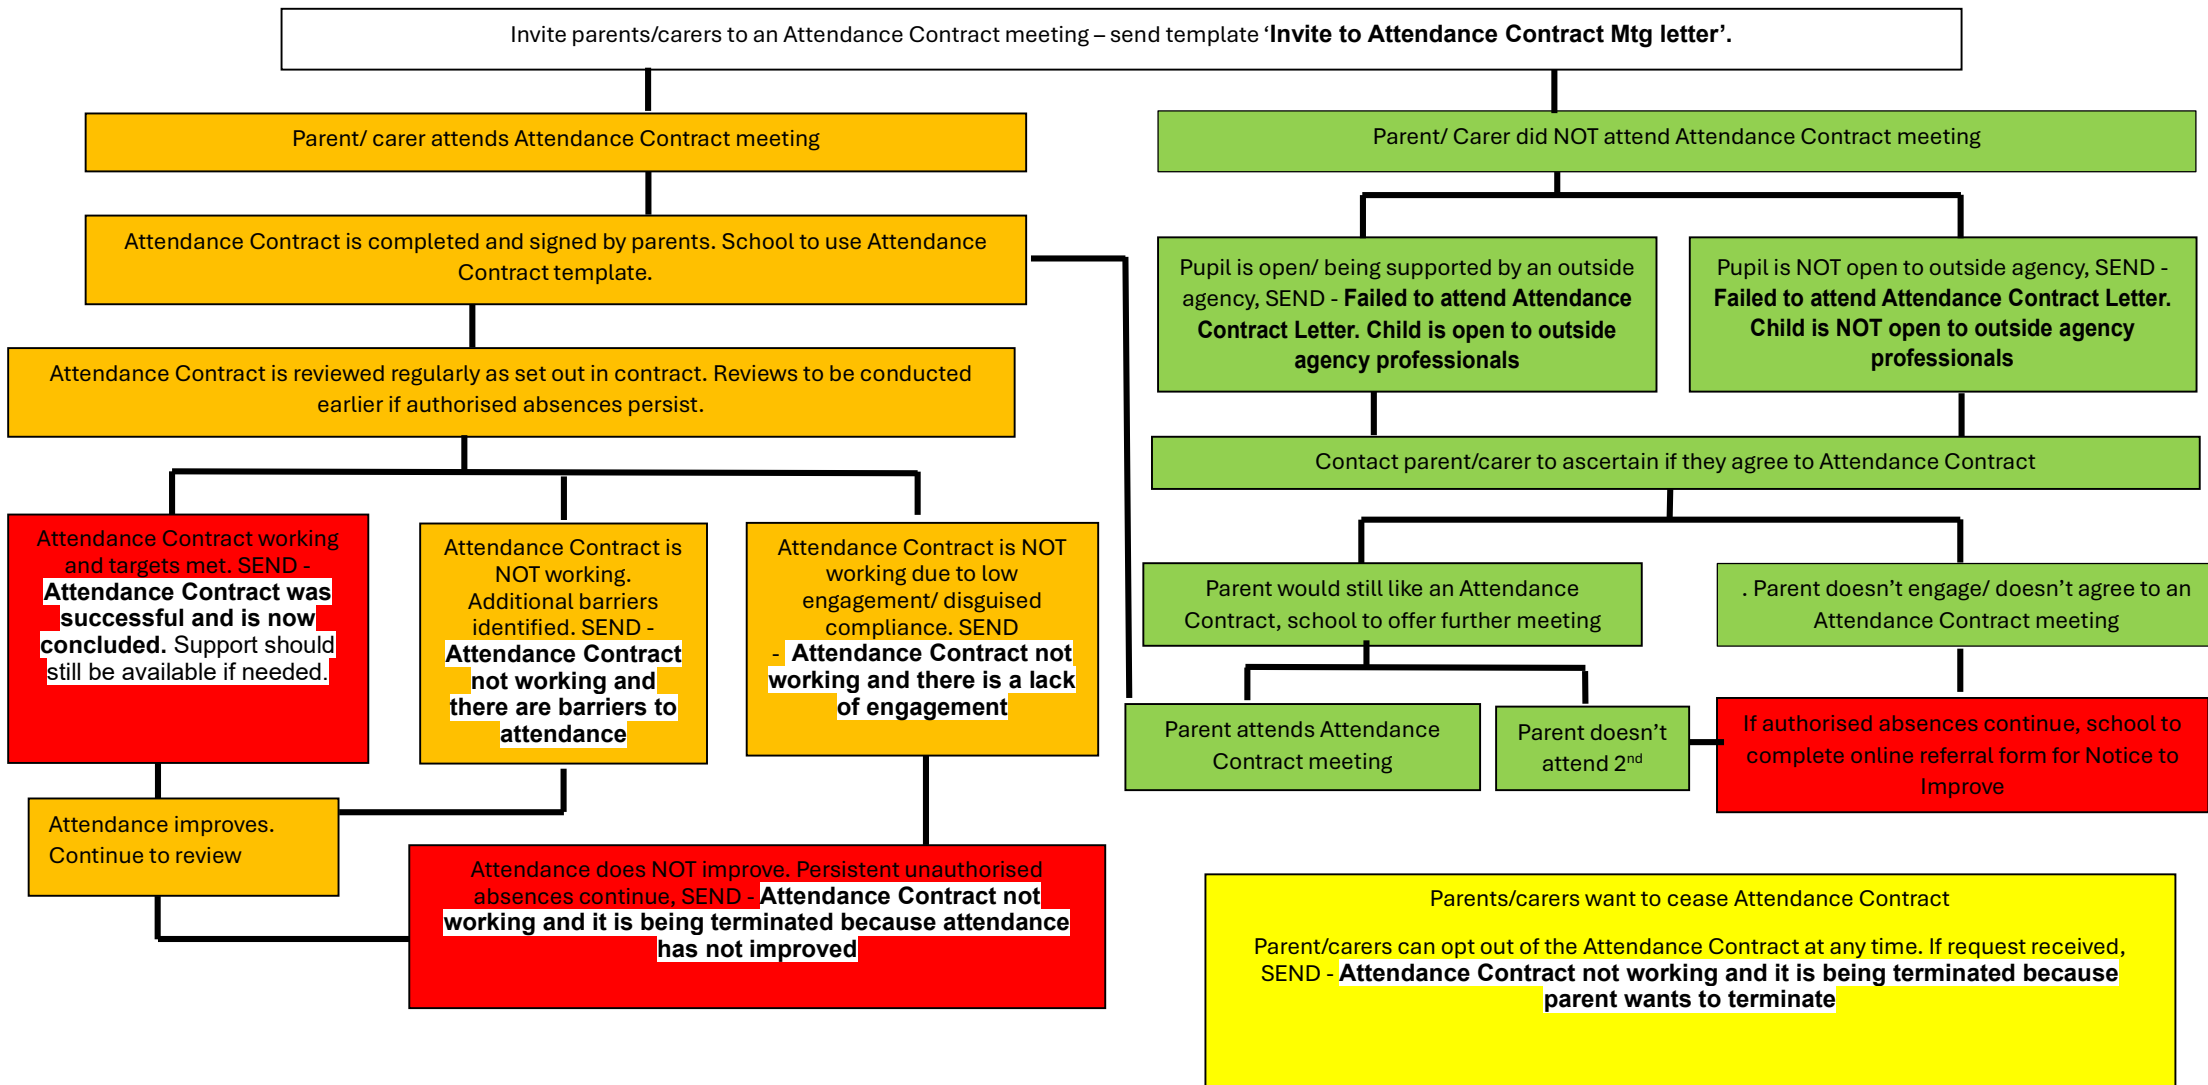 Invite parents/carers to an Attendance Contract meeting – send template ‘Invite to Attendance Contract Mtg letter’.
Parent/ carer attends Attendance Contract meeting
Parent/ Carer did NOT attend Attendance Contract meeting
Attendance Contract is completed and signed by parents. School to use Attendance
Contract template.
Pupil is open/ being supported by an outside
agency, SEND - Failed to attend Attendance
Contract Letter. Child is open to outside
agency professionals
Pupil is NOT open to outside agency, SEND -
Failed to attend Attendance Contract Letter.
Child is NOT open to outside agency
professionals
Attendance Contract is reviewed regularly as set out in contract. Reviews to be conducted
earlier if authorised absences persist.
Contact parent/carer to ascertain if they agree to Attendance Contract
Attendance Contract working
and targets met. SEND -
Attendance Contract was
successful and is now
concluded. Support should
still be available if needed.
Attendance Contract is
NOT working.
Additional barriers
identified. SEND -
Attendance Contract
not working and
there are barriers to
attendance
Attendance Contract is NOT
working due to low
engagement/ disguised
compliance. SEND
- Attendance Contract not
working and there is a lack
of engagement
Parent would still like an Attendance
Contract, school to offer further meeting
. Parent doesn’t engage/ doesn’t agree to an
Attendance Contract meeting
Parent attends Attendance
Contract meeting
Parent doesn’t
attend 2nd
If authorised absences continue, school to
complete online referral form for Notice to
Improve
Attendance improves.
Continue to review
Attendance does NOT improve. Persistent unauthorised
absences continue, SEND - Attendance Contract not
working and it is being terminated because attendance
has not improved
Parents/carers want to cease Attendance Contract
Parent/carers can opt out of the Attendance Contract at any time. If request received,
SEND - Attendance Contract not working and it is being terminated because
parent wants to terminate